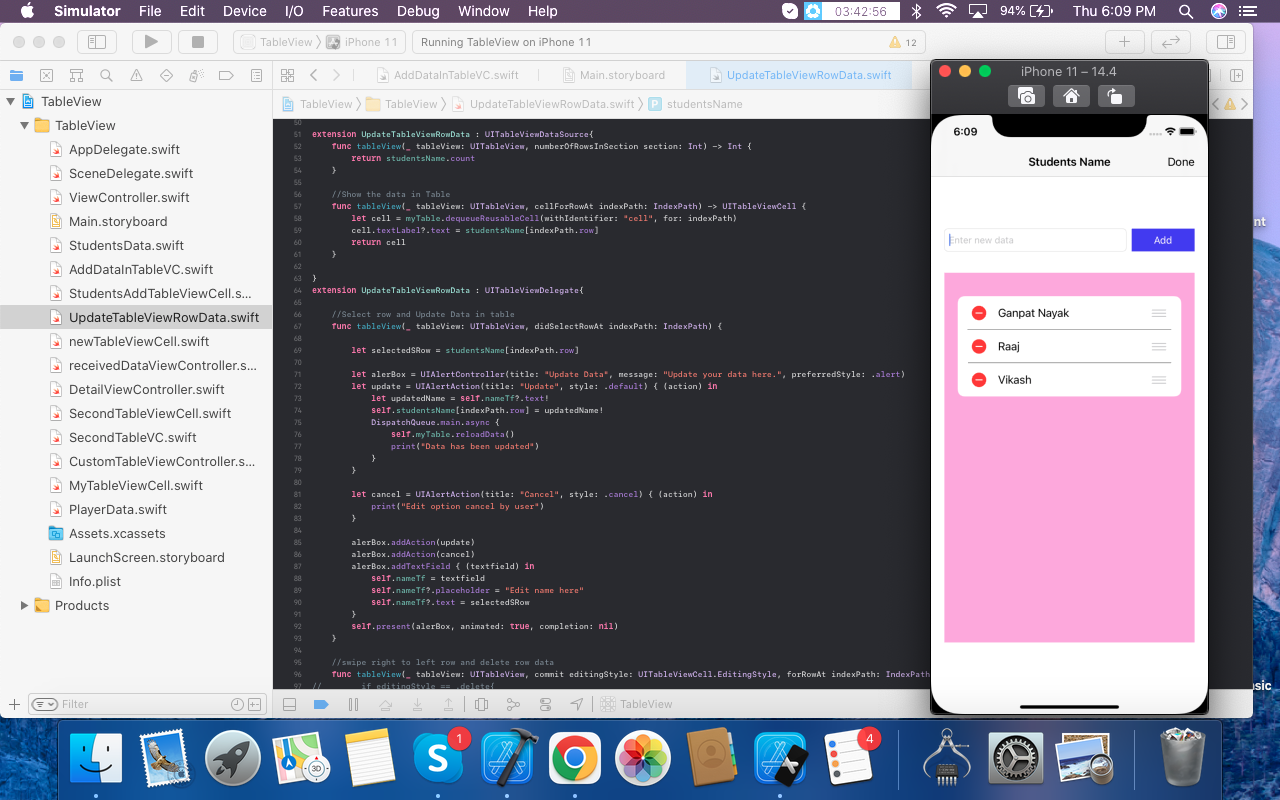 Simulator File Edit Device I/O Features Debug Window Help 03:42:56 94% Thu 6:09 PM
TableView iPhone 11 Running TableView on iPhone 11 12
AddDataInTableVC.swift Main.storyboard UpdateTableViewRowData.swift
TableView TableView UpdateTableViewRowData.swift P studentsName
TableView
TableView
AppDelegate.swift
SceneDelegate.swift
ViewController.swift
Main.storyboard
StudentsData.swift
AddDataInTableVC.swift
StudentsAddTableViewCell.s...
UpdateTableViewRowData.swift
newTableViewCell.swift
receivedDataViewController.s...
DetailViewController.swift
SecondTableViewCell.swift
SecondTableVC.swift
CustomTableViewController.s...
MyTableViewCell.swift
PlayerData.swift
Assets.xcassets
LaunchScreen.storyboard
Info.plist
Products
Filter
50
51 extension UpdateTableViewRowData : UITableViewDataSource{
52 func tableView(_ tableView: UITableView, numberOfRowsInSection section: Int) -> Int {
53 return studentsName.count
54 }
55
56 //Show the data in Table
57 func tableView(_ tableView: UITableView, cellForRowAt indexPath: IndexPath) -> UITableViewCell {
58 let cell = myTable.dequeueReusableCell(withIdentifier: "cell", for: indexPath)
59 cell.textLabel?.text = studentsName[indexPath.row]
60 return cell
61 }
62
63 }
64 extension UpdateTableViewRowData : UITableViewDelegate{
65
66 //Select row and Update Data in table
67 func tableView(_ tableView: UITableView, didSelectRowAt indexPath: IndexPath) {
68
69 let selectedSRow = studentsName[indexPath.row]
70
71 let alerBox = UIAlertController(title: "Update Data", message: "Update your data here.", preferredStyle: .alert)
72 let update = UIAlertAction(title: "Update", style: .default) { (action) in
73 let updatedName = self.nameTf?.text!
74 self.studentsName[indexPath.row] = updatedName!
75 DispatchQueue.main.async {
76 self.myTable.reloadData()
77 print("Data has been updated")
78 }
79 }
80
81 let cancel = UIAlertAction(title: "Cancel", style: .cancel) { (action) in
82 print("Edit option cancel by user")
83 }
84
85 alerBox.addAction(update)
86 alerBox.addAction(cancel)
87 alerBox.addTextField { (textfield) in
88 self.nameTf = textfield
89 self.nameTf?.placeholder = "Edit name here"
90 self.nameTf?.text = selectedSRow
91 }
92 self.present(alerBox, animated: true, completion: nil)
93 }
94
95 //swipe right to left row and delete row data
96 func tableView(_ tableView: UITableView, commit editingStyle: UITableViewCell.EditingStyle, forRowAt indexPath: IndexPath
97 // if editingStyle == .delete{
TableView
iPhone 11 – 14.4
6:09
Students Name Done
Enter new data Add
Ganpat Nayak
Raaj
Vikash
nt
sic
1
3D
4